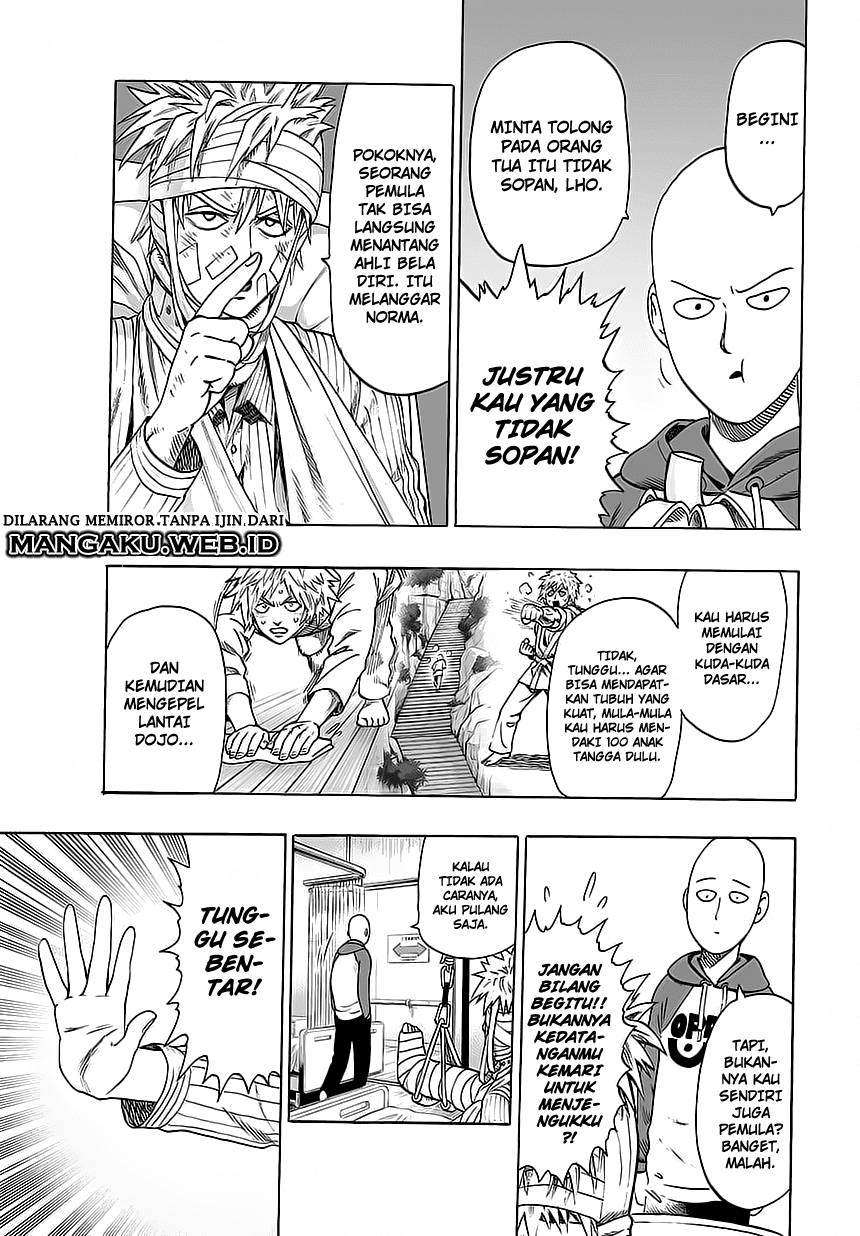 BEGINI
...
MINTA TOLONG
PADA ORANG
TUA ITU TIDAK
SOPAN, LHO.
JUSTRU
KAU YANG
TIDAK
SOPAN!
POKOKNYA,
SEORANG
PEMULA
TAK BISA
LANGSUNG
MENANTANG
AHLI BELA
DIRI. ITU
MELANGGAR
NORMA.
DILARANG MEMIROR TANPA IJIN DARI
MANGAKU.WEB.ID
KAU HARUS
MEMULAI
DENGAN
KUDA-KUDA
DASAR...
TIDAK,
TUNGGU... AGAR
BISA MENDAPAT-
KAN TUBUH YANG
KUAT, MULA-MULA
KAU HARUS MEN-
DAKI 100 ANAK
TANGGA DULU.
DAN
KEMUDIAN
MENGEPEL
LANTAI
DOJO...
TAPI,
BUKAN-
NYA KAU
SENDIRI
JUGA
PEMULA?
BANGET,
MALAH.
JANGAN
BILANG
BEGITU!!
BUKANNYA
KEDATA-
NGANMU
KEMARI
UNTUK
MENJE-
NGUKKU
?!
KALAU
TIDAK ADA
CARANYA,
AKU PULANG
SAJA.
TUNG-
GU SE-
BEN-
TAR!